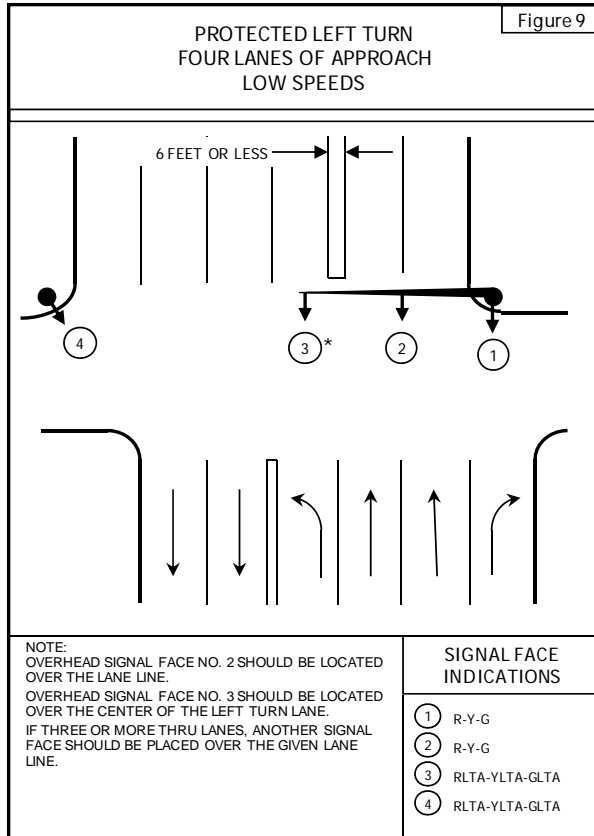 Figure 9
PROTECTED LEFT TURN
FOUR LANES OF APPROACH
LOW SPEEDS
6 FEET OR LESS
4
3 *
2
1
NOTE:
OVERHEAD SIGNAL FACE NO. 2 SHOULD BE LOCATED
OVER THE LANE LINE.
OVERHEAD SIGNAL FACE NO. 3 SHOULD BE LOCATED
OVER THE CENTER OF THE LEFT TURN LANE.
IF THREE OR MORE THRU LANES, ANOTHER SIGNAL
FACE SHOULD BE PLACED OVER THE GIVEN LANE
LINE.
SIGNAL FACE
INDICATIONS
1 R-Y-G
2 R-Y-G
3 RLTA-YLTA-GLTA
4 RLTA-YLTA-GLTA